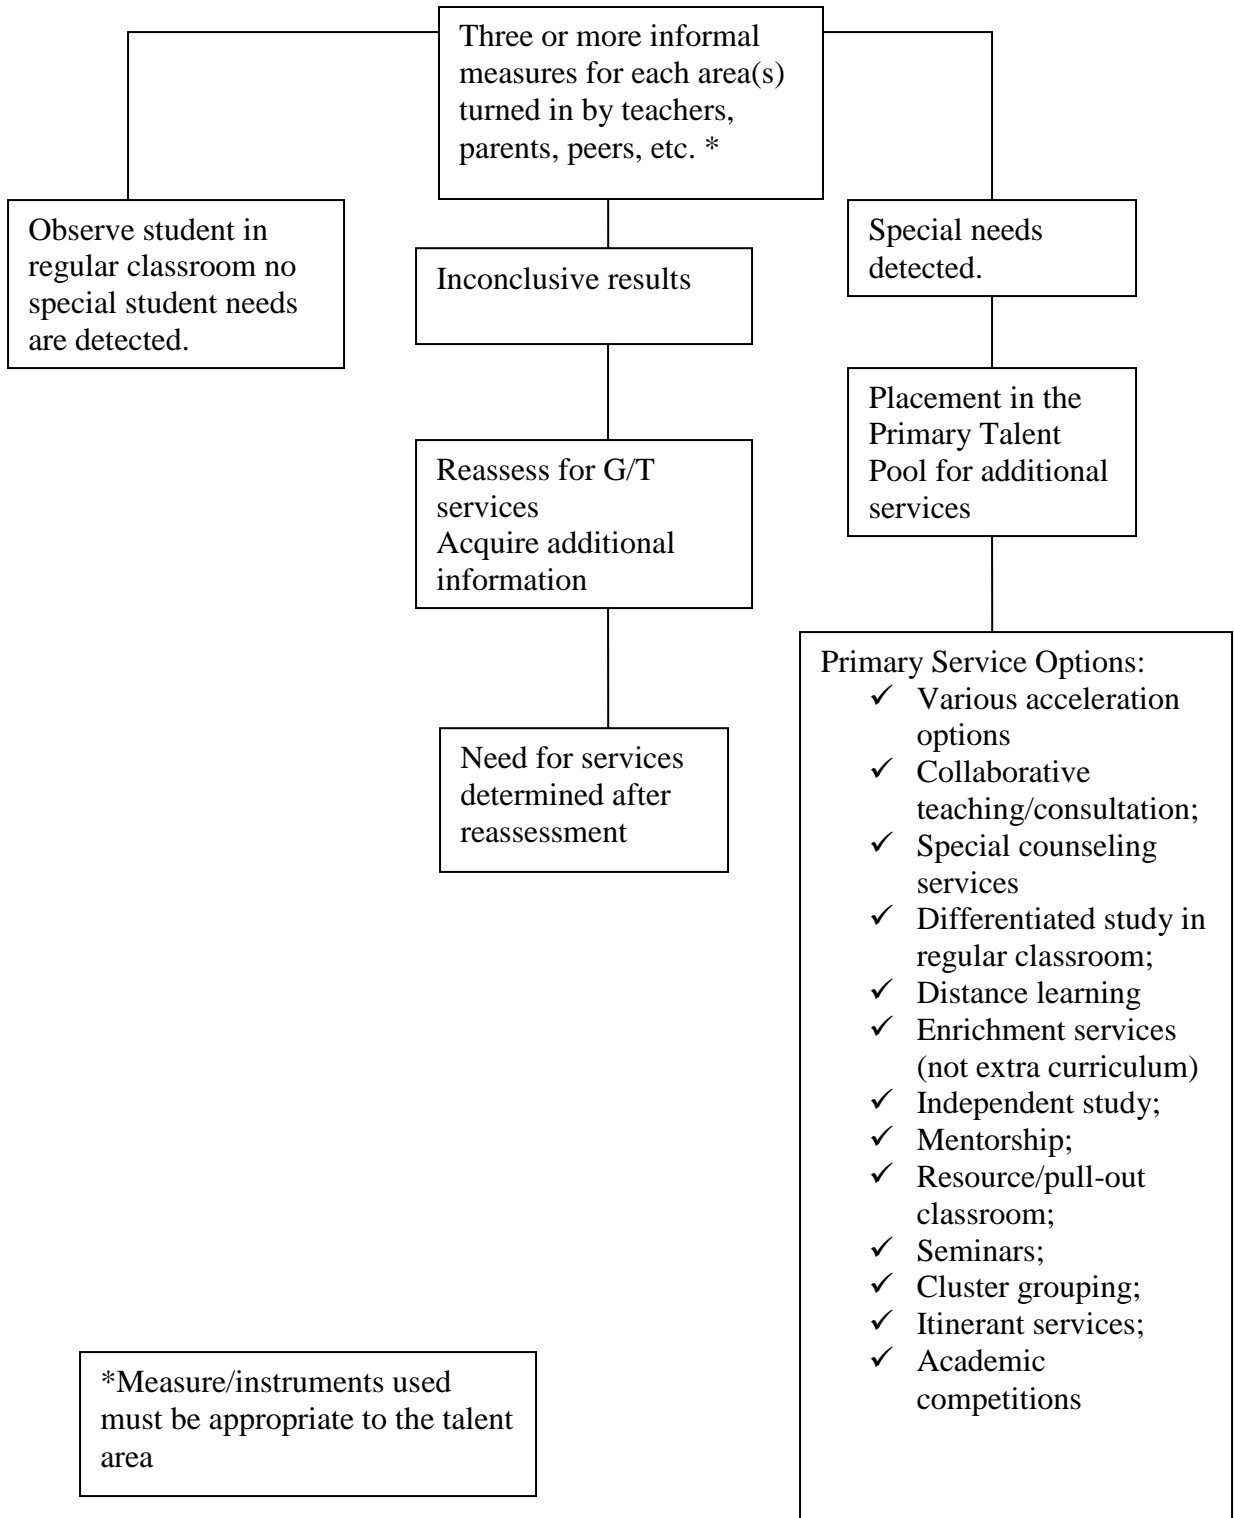 Three or more informal
measures for each area(s)
turned in by teachers,
parents, peers, etc. *
Observe student in
regular classroom no
special student needs
are detected.
Inconclusive results
Special needs
detected.
Reassess for G/T
services
Acquire additional
information
Placement in the
Primary Talent
Pool for additional
services
Need for services
determined after
reassessment
Primary Service Options:
✓ Various acceleration
options
✓ Collaborative
teaching/consultation;
✓ Special counseling
services
✓ Differentiated study in
regular classroom;
✓ Distance learning
✓ Enrichment services
(not extra curriculum)
✓ Independent study;
✓ Mentorship;
✓ Resource/pull-out
classroom;
✓ Seminars;
✓ Cluster grouping;
✓ Itinerant services;
✓ Academic
competitions
*Measure/instruments used
must be appropriate to the talent
area